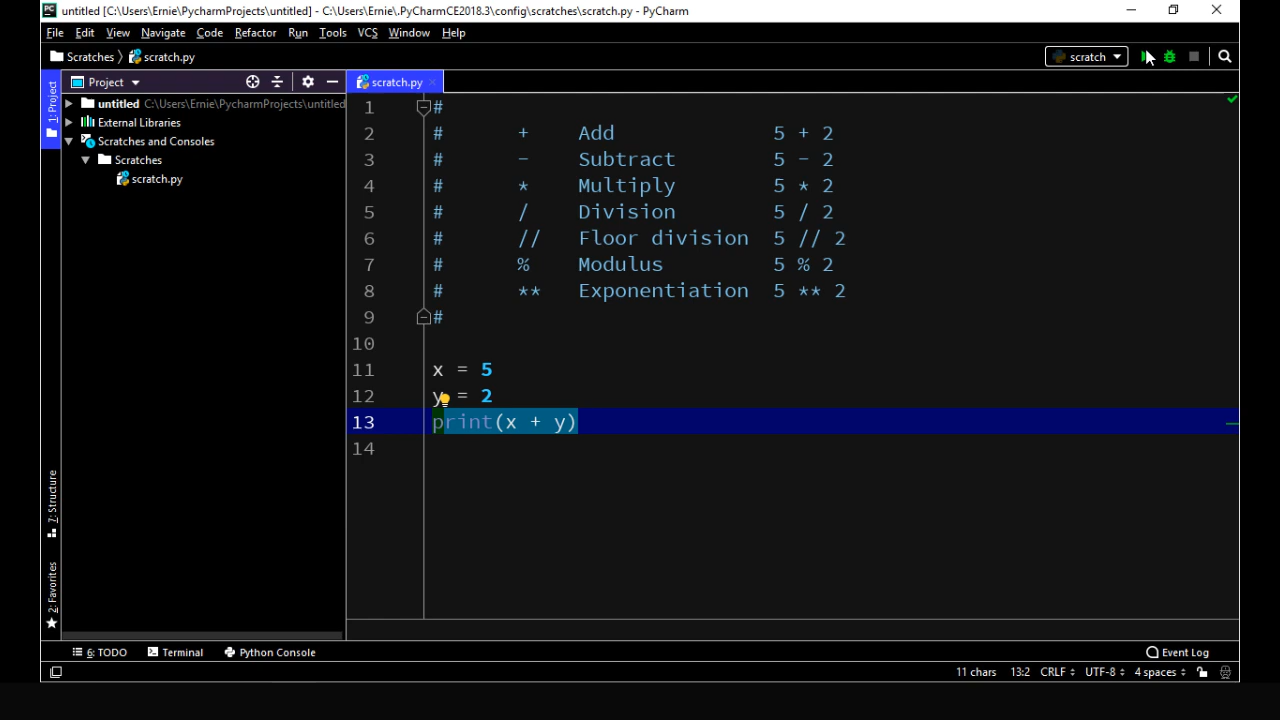 PC untitled [C:\Users\Ernie\PycharmProjects\untitled] - C:\Users\Ernie\.PyCharmCE2018.3\config\scratches\scratch.py - PyCharm
File Edit View Navigate Code Refactor Run Tools VCS Window Help
Scratches scratch.py scratch
1: Project
Project
scratch.py
untitled C:\Users\Ernie\PycharmProjects\untitled
External Libraries
Scratches and Consoles
Scratches
scratch.py
1 #
2 # + Add 5 + 2
3 # - Subtract 5 - 2
4 # * Multiply 5 * 2
5 # / Division 5 / 2
6 # // Floor division 5 // 2
7 # % Modulus 5 % 2
8 # ** Exponentiation 5 ** 2
9 #
10
11 x = 5
12 y = 2
13 print(x + y)
14
7: Structure
2: Favorites
6: TODO Terminal Python Console Event Log
11 chars 13:2 CRLF UTF-8 4 spaces